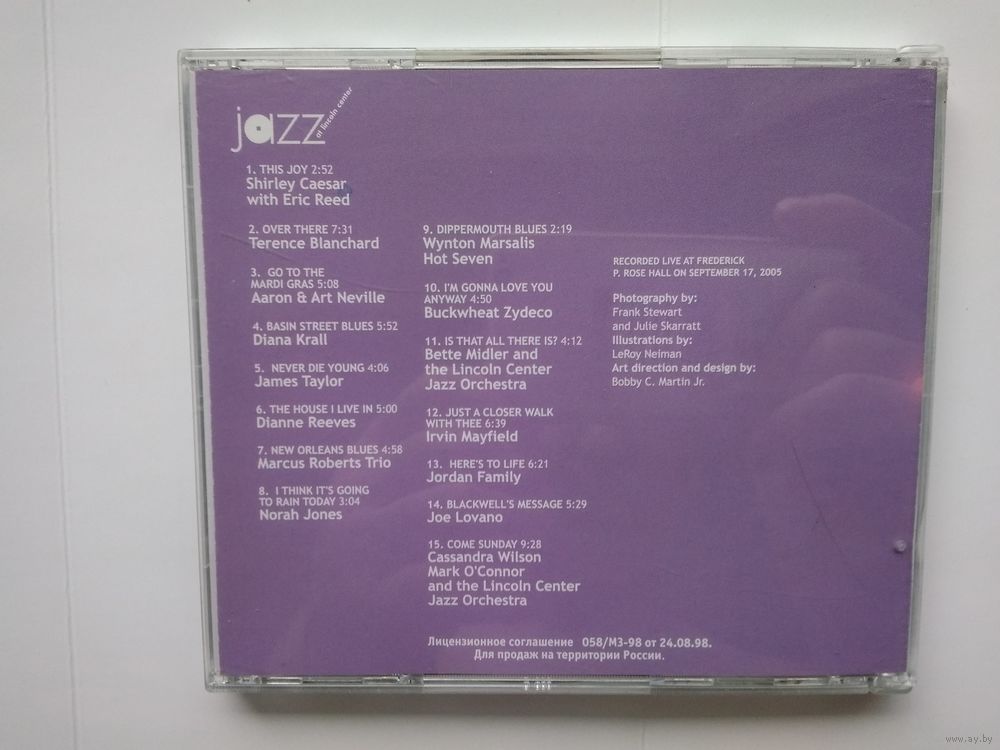 jazz
at lincoln center
1. THIS JOY 2:52
Shirley Caesar
with Eric Reed
2. OVER THERE 7:31
Terence Blanchard
3. GO TO THE
MARDI GRAS 5:08
Aaron & Art Neville
4. BASIN STREET BLUES 5:52
Diana Krall
5. NEVER DIE YOUNG 4:06
James Taylor
6. THE HOUSE I LIVE IN 5:00
Dianne Reeves
7. NEW ORLEANS BLUES 4:58
Marcus Roberts Trio
8. I THINK IT'S GOING
TO RAIN TODAY 3:04
Norah Jones
9. DIPPERMOUTH BLUES 2:19
Wynton Marsalis
Hot Seven
10. I'M GONNA LOVE YOU
ANYWAY 4:50
Buckwheat Zydeco
11. IS THAT ALL THERE IS? 4:12
Bette Midler and
the Lincoln Center
Jazz Orchestra
12. JUST A CLOSER WALK
WITH THEE 6:39
Irvin Mayfield
13. HERE'S TO LIFE 6:21
Jordan Family
14. BLACKWELL'S MESSAGE 5:29
Joe Lovano
15. COME SUNDAY 9:28
Cassandra Wilson
Mark O'Connor
and the Lincoln Center
Jazz Orchestra
RECORDED LIVE AT FREDERICK
P. ROSE HALL ON SEPTEMBER 17, 2005
Photography by:
Frank Stewart
and Julie Skarratt
Illustrations by:
LeRoy Neiman
Art direction and design by:
Bobby C. Martin Jr.
Лицензионное соглашение 058/МЗ-98 от 24.08.98.
Для продаж на территории России.
www.ay.by